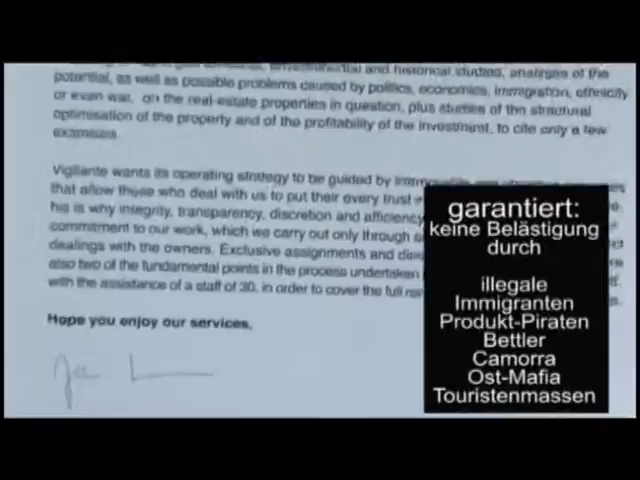 and historical studies, analyses of the
potential, as well as possible problems caused by politics, economics, immigration, ethnicity
or even war, on the real-estate properties in question, plus studies of the structural
optimisation of the property and of the profitability of the investment, to cite only a few
examples.
Vigilante wants its operating strategy to be guided by
that allow those who deal with us to put their every trust
his is why integrity, transparency, discretion and efficiency
commitment to our work, which we carry out only through
dealings with the owners. Exclusive assignments and
also two of the fundamental points in the process undertaken
with the assistance of a staff of 30, in order to cover the full
Hope you enjoy our services,
garantiert:
keine Belästigung
durch
illegale
Immigranten
Produkt-Piraten
Bettler
Camorra
Ost-Mafia
Touristenmassen